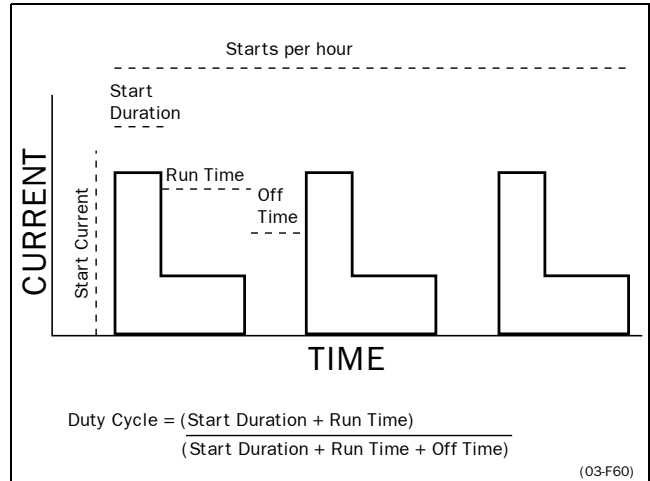 Starts per hour
Start
Duration
Run Time
Off
Time
Start Current
CURRENT
TIME
Duty Cycle = (Start Duration + Run Time)
(Start Duration + Run Time + Off Time)
(03-F60)